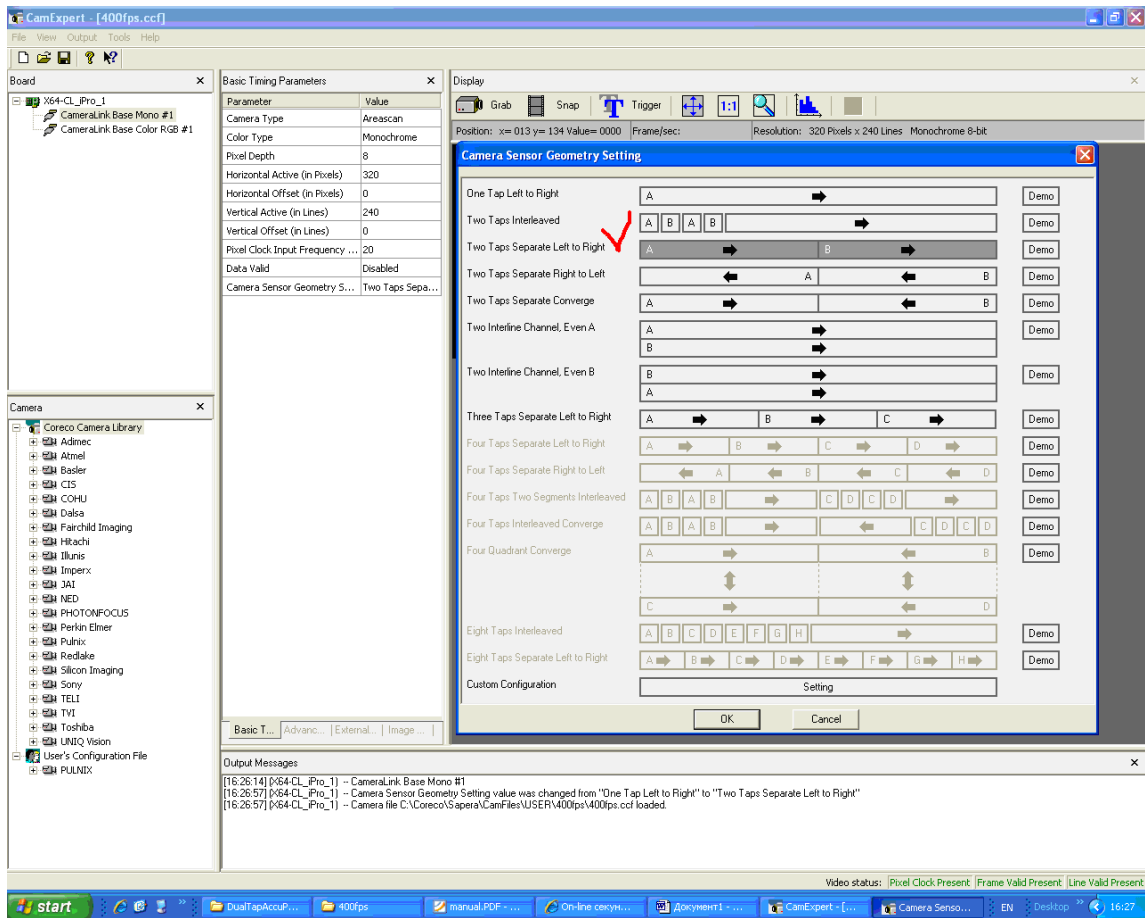 CamExpert - [400fps.ccf]
File View Output Tools Help
Board
X64-CL_iPro_1
CameraLink Base Mono #1
CameraLink Base Color RGB #1
Camera
Coreco Camera Library
Adimec
Atmel
Basler
CIS
COHU
Dalsa
Fairchild Imaging
Hitachi
Illunis
Imperx
JAI
NED
PHOTONFOCUS
Perkin Elmer
Pulnix
Redlake
Silicon Imaging
Sony
TELI
TVI
Toshiba
UNIQ Vision
User's Configuration File
PULNIX
Basic Timing Parameters
Parameter Value
Camera Type Areascan
Color Type Monochrome
Pixel Depth 8
Horizontal Active (in Pixels) 320
Horizontal Offset (in Pixels) 0
Vertical Active (in Lines) 240
Vertical Offset (in Lines) 0
Pixel Clock Input Frequency ... 20
Data Valid Disabled
Camera Sensor Geometry S... Two Taps Sepa...
Basic T... Advanc... External... Image ...
Display
Grab Snap Trigger 1:1
Position: x= 013 y= 134 Value= 0000 Frame/sec: Resolution: 320 Pixels x 240 Lines Monochrome 8-bit
Camera Sensor Geometry Setting
One Tap Left to Right A Demo
Two Taps Interleaved A B A B Demo
Two Taps Separate Left to Right A B Demo
Two Taps Separate Right to Left A B Demo
Two Taps Separate Converge A B Demo
Two Interline Channel, Even A A Demo
B
Two Interline Channel, Even B B Demo
A
Three Taps Separate Left to Right A B C Demo
Four Taps Separate Left to Right A B C D Demo
Four Taps Separate Right to Left A B C D Demo
Four Taps Two Segments Interleaved A B A B C D C D Demo
Four Taps Interleaved Converge A B A B C D C D Demo
Four Quadrant Converge A B Demo
C D
Eight Taps Interleaved A B C D E F G H Demo
Eight Taps Separate Left to Right A B C D E F G H Demo
Custom Configuration Setting
OK Cancel
Output Messages
[16:26:14] (X64-CL_iPro_1) -- CameraLink Base Mono #1
[16:26:57] (X64-CL_iPro_1) -- Camera Sensor Geometry Setting value was changed from "One Tap Left to Right" to "Two Taps Separate Left to Right"
[16:26:57] (X64-CL_iPro_1) -- Camera file C:\Coreco\Sapera\CamFiles\USER\400fps\400fps.ccf loaded.
Video status: Pixel Clock Present Frame Valid Present Line Valid Present
start DualTapAccuP... 400fps manual.PDF - ... On-line секун... Документ1 - ... CamExpert - [... Camera Senso... EN Desktop 16:27